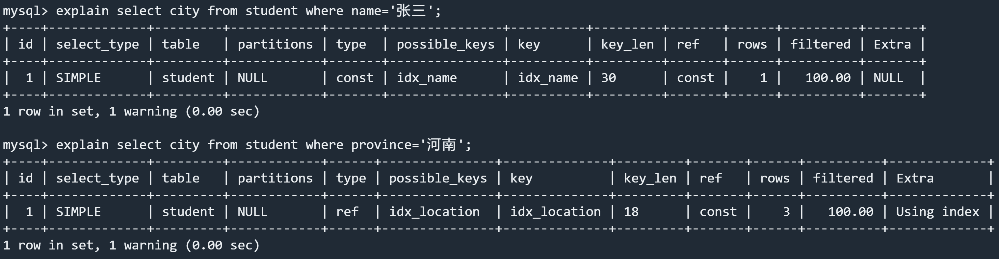 mysql> explain select city from student where name='张三';
+----+-------------+---------+------------+-------+---------------+----------+---------+-------+------+----------+-------+
| id | select_type | table   | partitions | type  | possible_keys | key      | key_len | ref   | rows | filtered | Extra |
+----+-------------+---------+------------+-------+---------------+----------+---------+-------+------+----------+-------+
|  1 | SIMPLE      | student | NULL       | const | idx_name      | idx_name | 30      | const |    1 |   100.00 | NULL  |
+----+-------------+---------+------------+-------+---------------+----------+---------+-------+------+----------+-------+
1 row in set, 1 warning (0.00 sec)
mysql> explain select city from student where province='河南';
+----+-------------+---------+------------+------+---------------+--------------+---------+-------+------+----------+-------------+
| id | select_type | table   | partitions | type | possible_keys | key          | key_len | ref   | rows | filtered | Extra       |
+----+-------------+---------+------------+------+---------------+--------------+---------+-------+------+----------+-------------+
|  1 | SIMPLE      | student | NULL       | ref  | idx_location  | idx_location | 18      | const |    3 |   100.00 | Using index |
+----+-------------+---------+------------+------+---------------+--------------+---------+-------+------+----------+-------------+
1 row in set, 1 warning (0.00 sec)